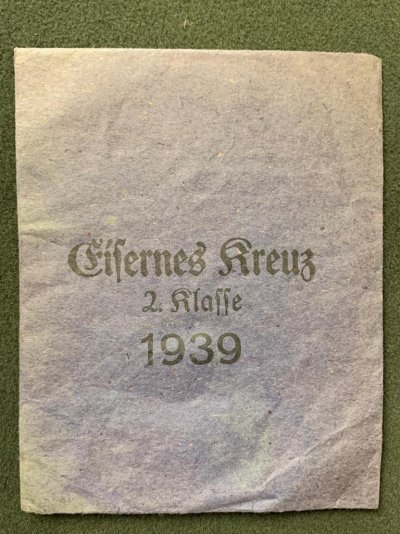 Eisernes Kreuz
2. Klasse
1939